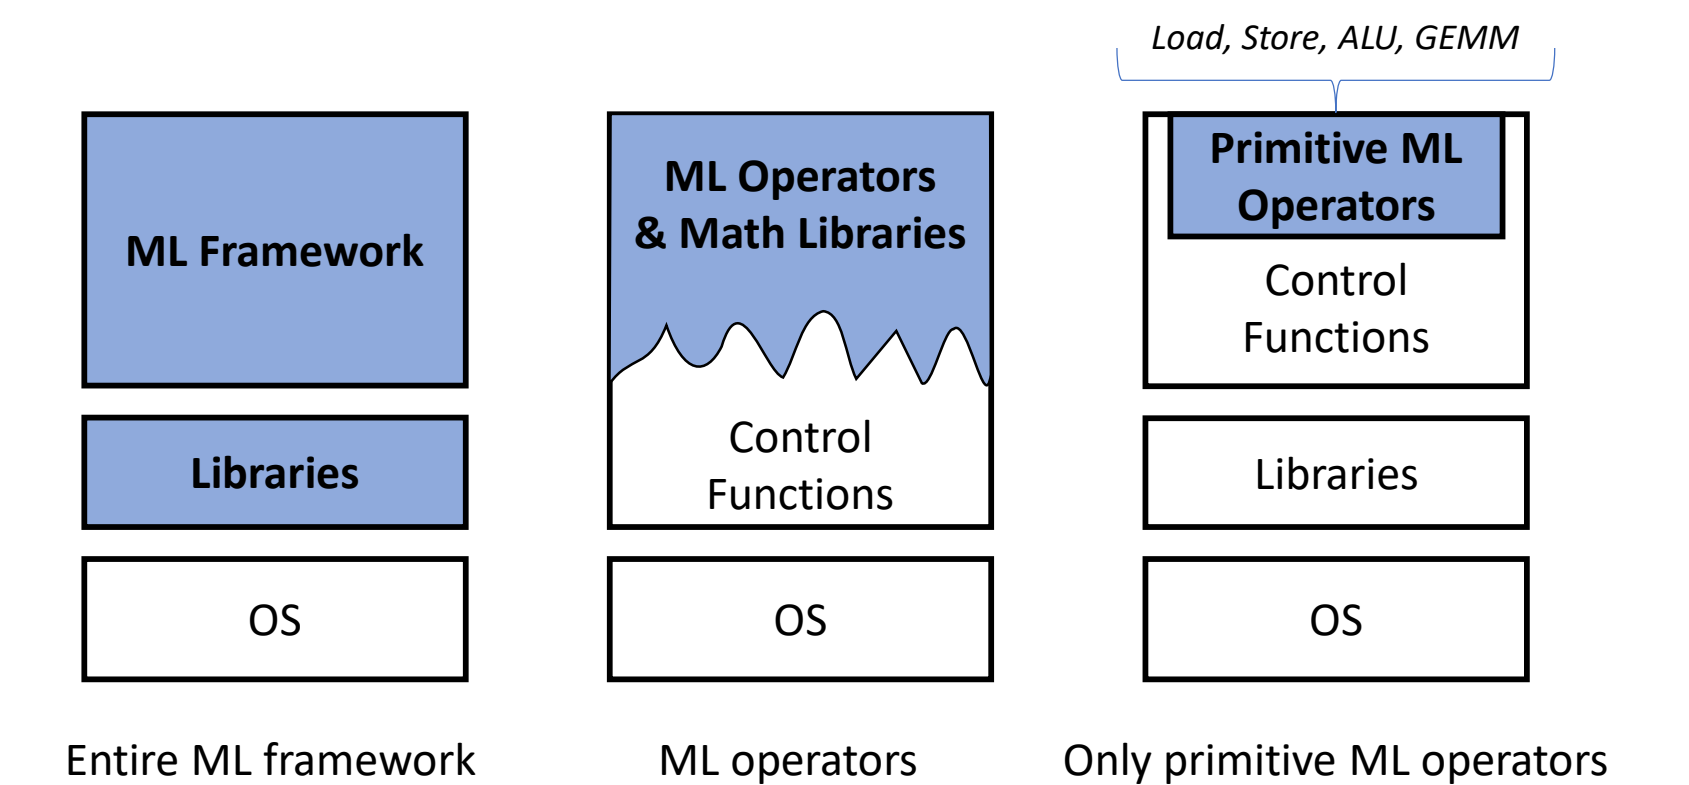 Load, Store, ALU, GEMM
ML Framework
Libraries
OS
Entire ML framework
ML Operators
& Math Libraries
Control
Functions
OS
ML operators
Primitive ML
Operators
Control
Functions
Libraries
OS
Only primitive ML operators